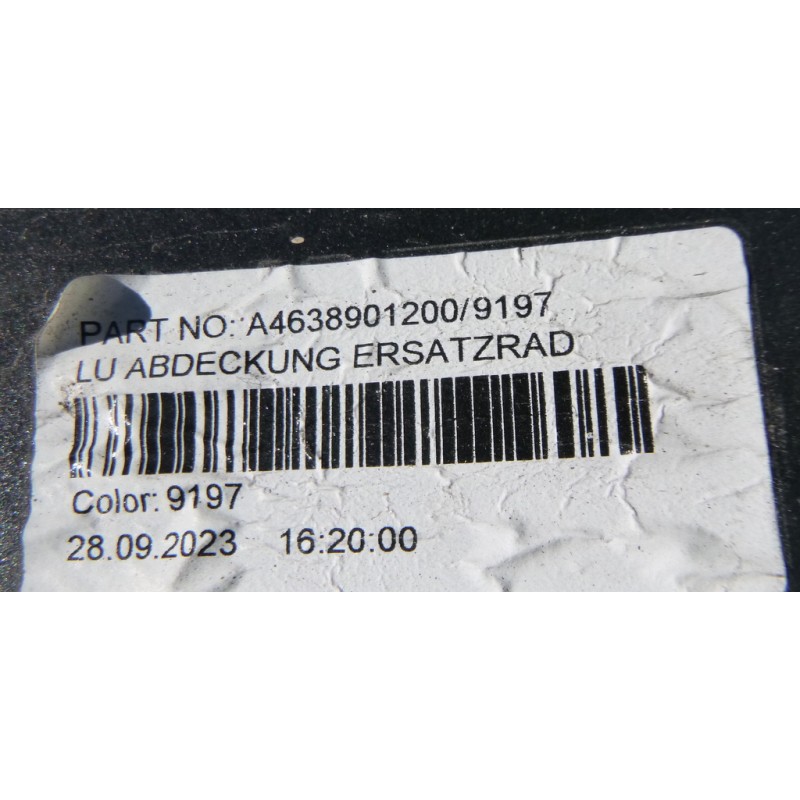 PART NO: A4638901200/9197
LU ABDECKUNG ERSATZRAD
Color: 9197
28.09.2023 16:20:00